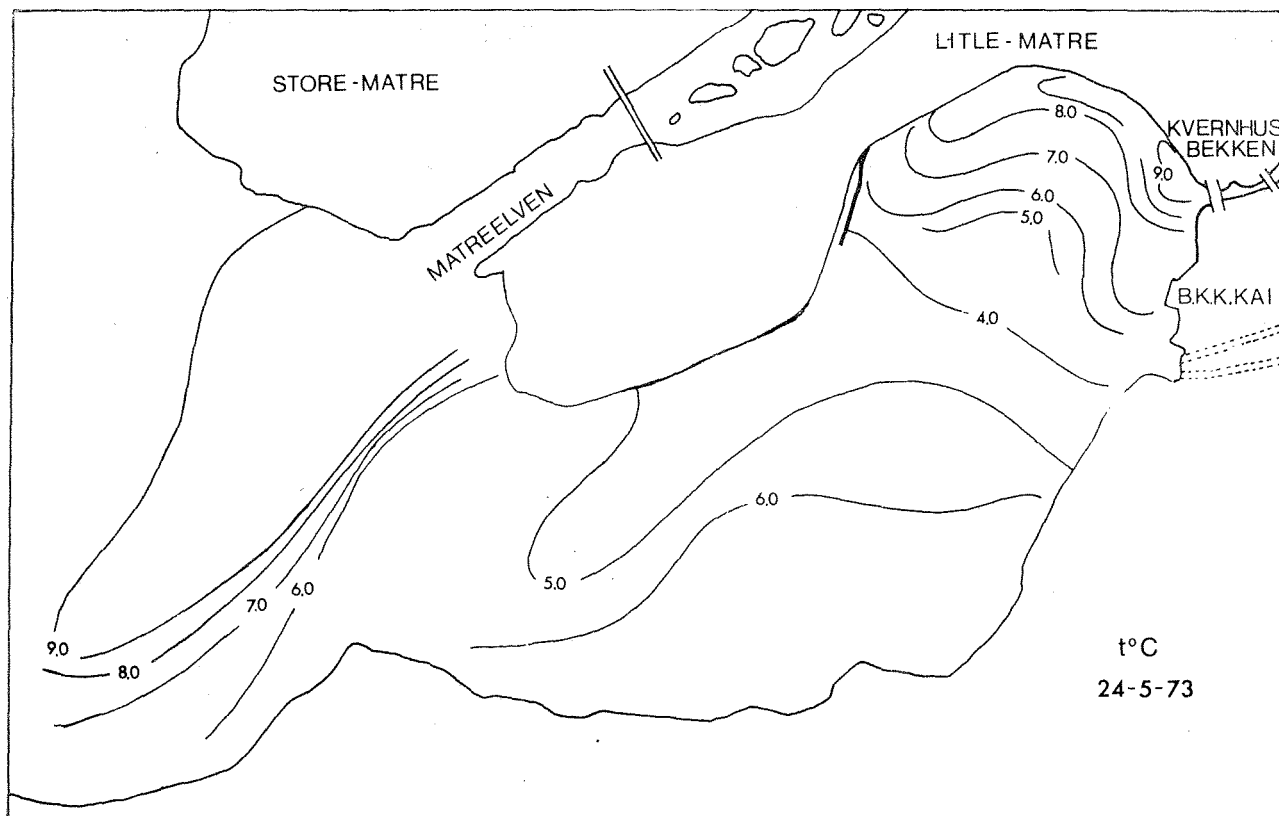 LITLE-MATRE
STORE-MATRE
8.0
KVERNHUS
BEKKEN
7.0
9.0
6.0
5.0
MATREELVEN
B.K.K.KAI
4.0
6.0
5.0
6.0
7.0
9.0
8.0
t°C
24-5-73